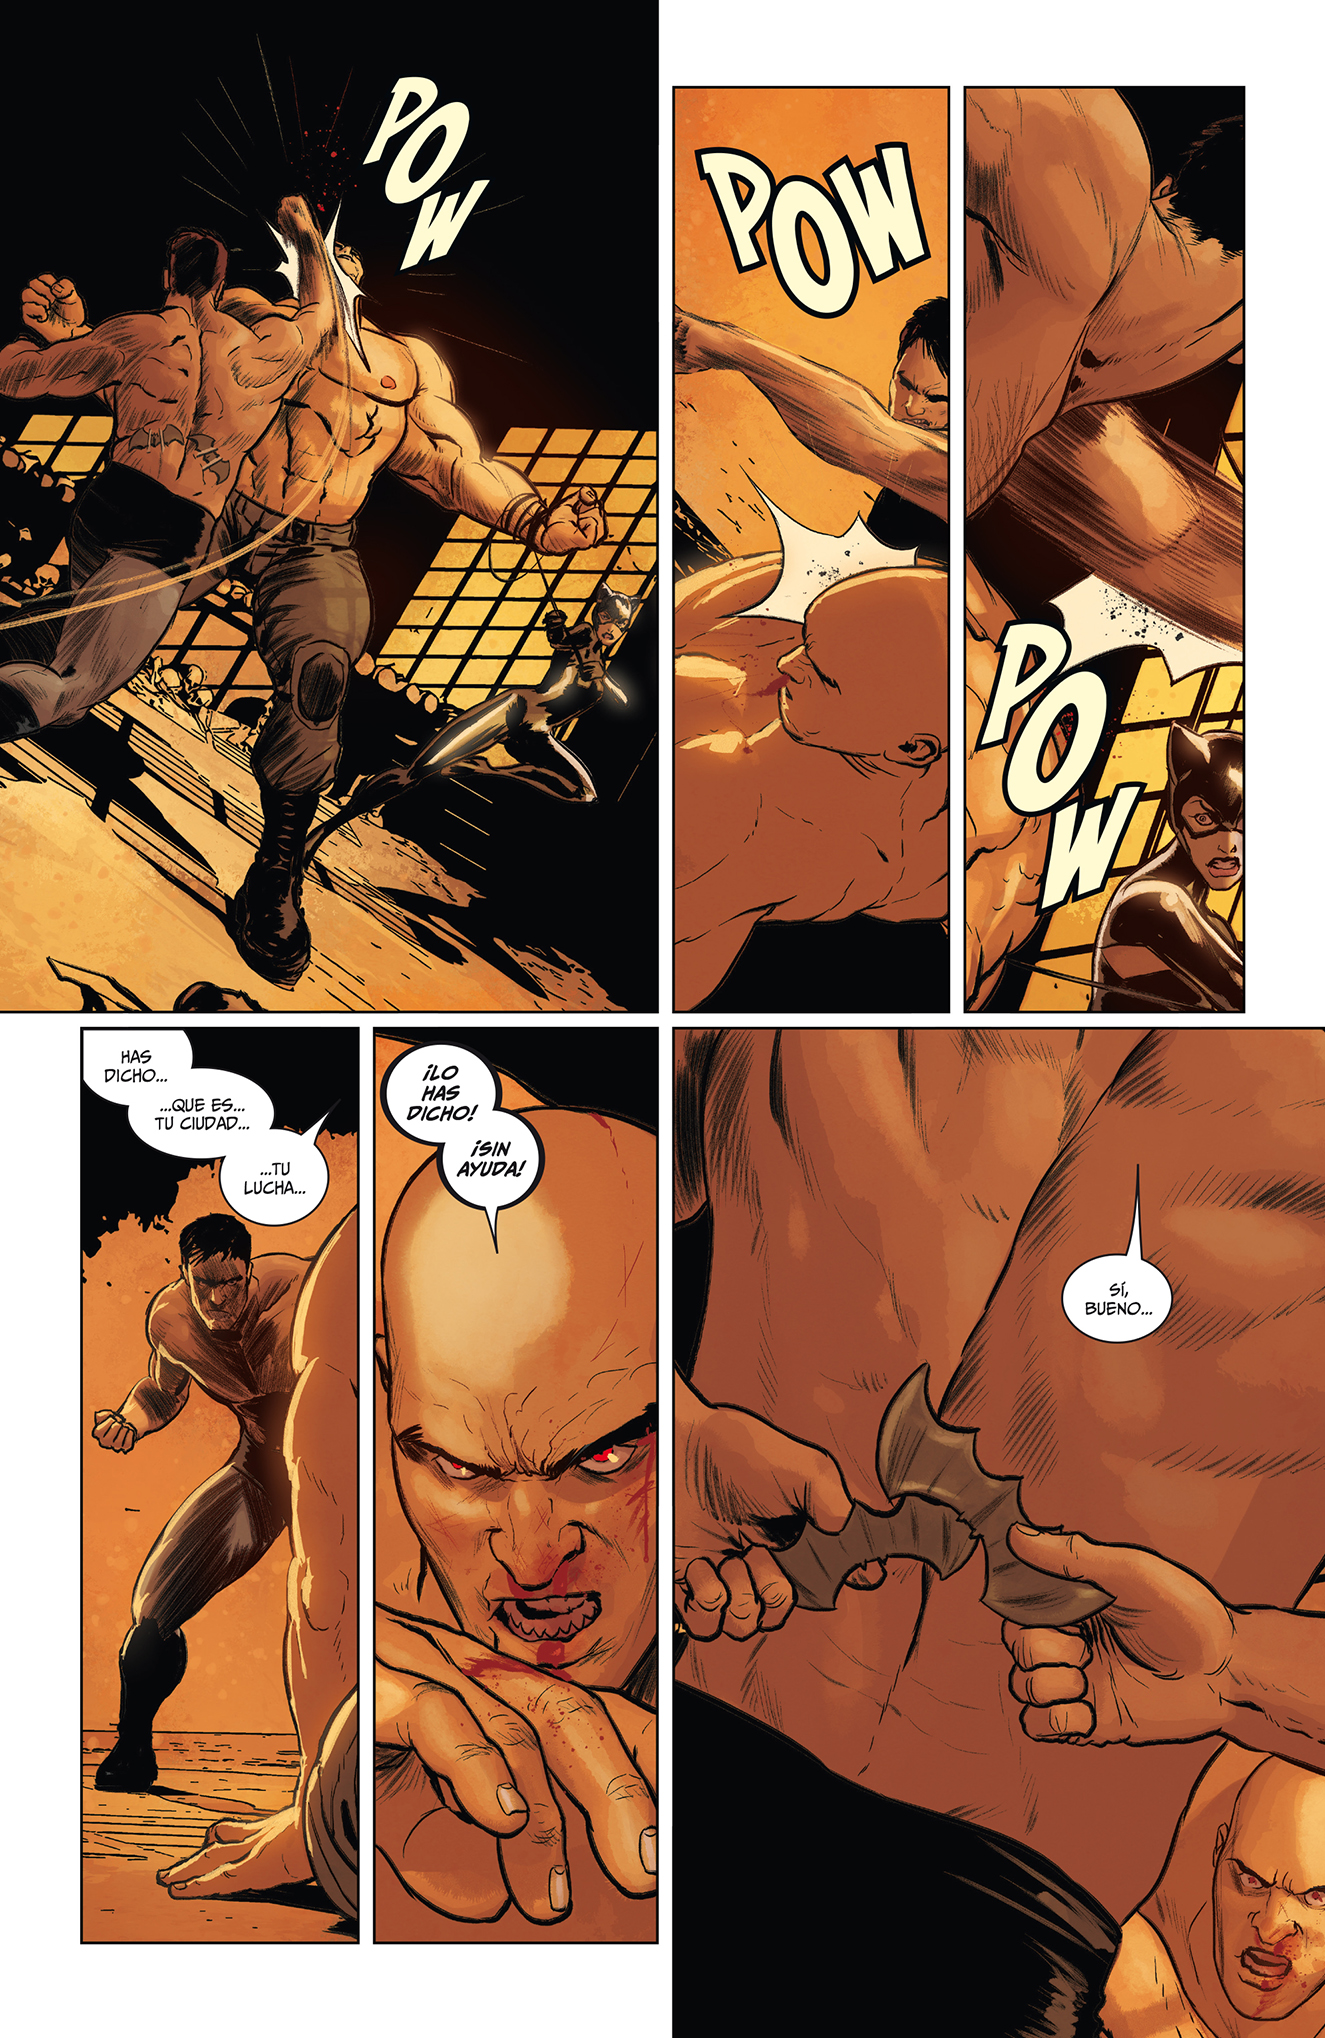 POW
POW
POW
HAS
DICHO...
...QUE ES...
TU CIUDAD...
...TU
LUCHA...
¡LO
HAS
DICHO!
¡SIN
AYUDA!
SÍ,
BUENO...